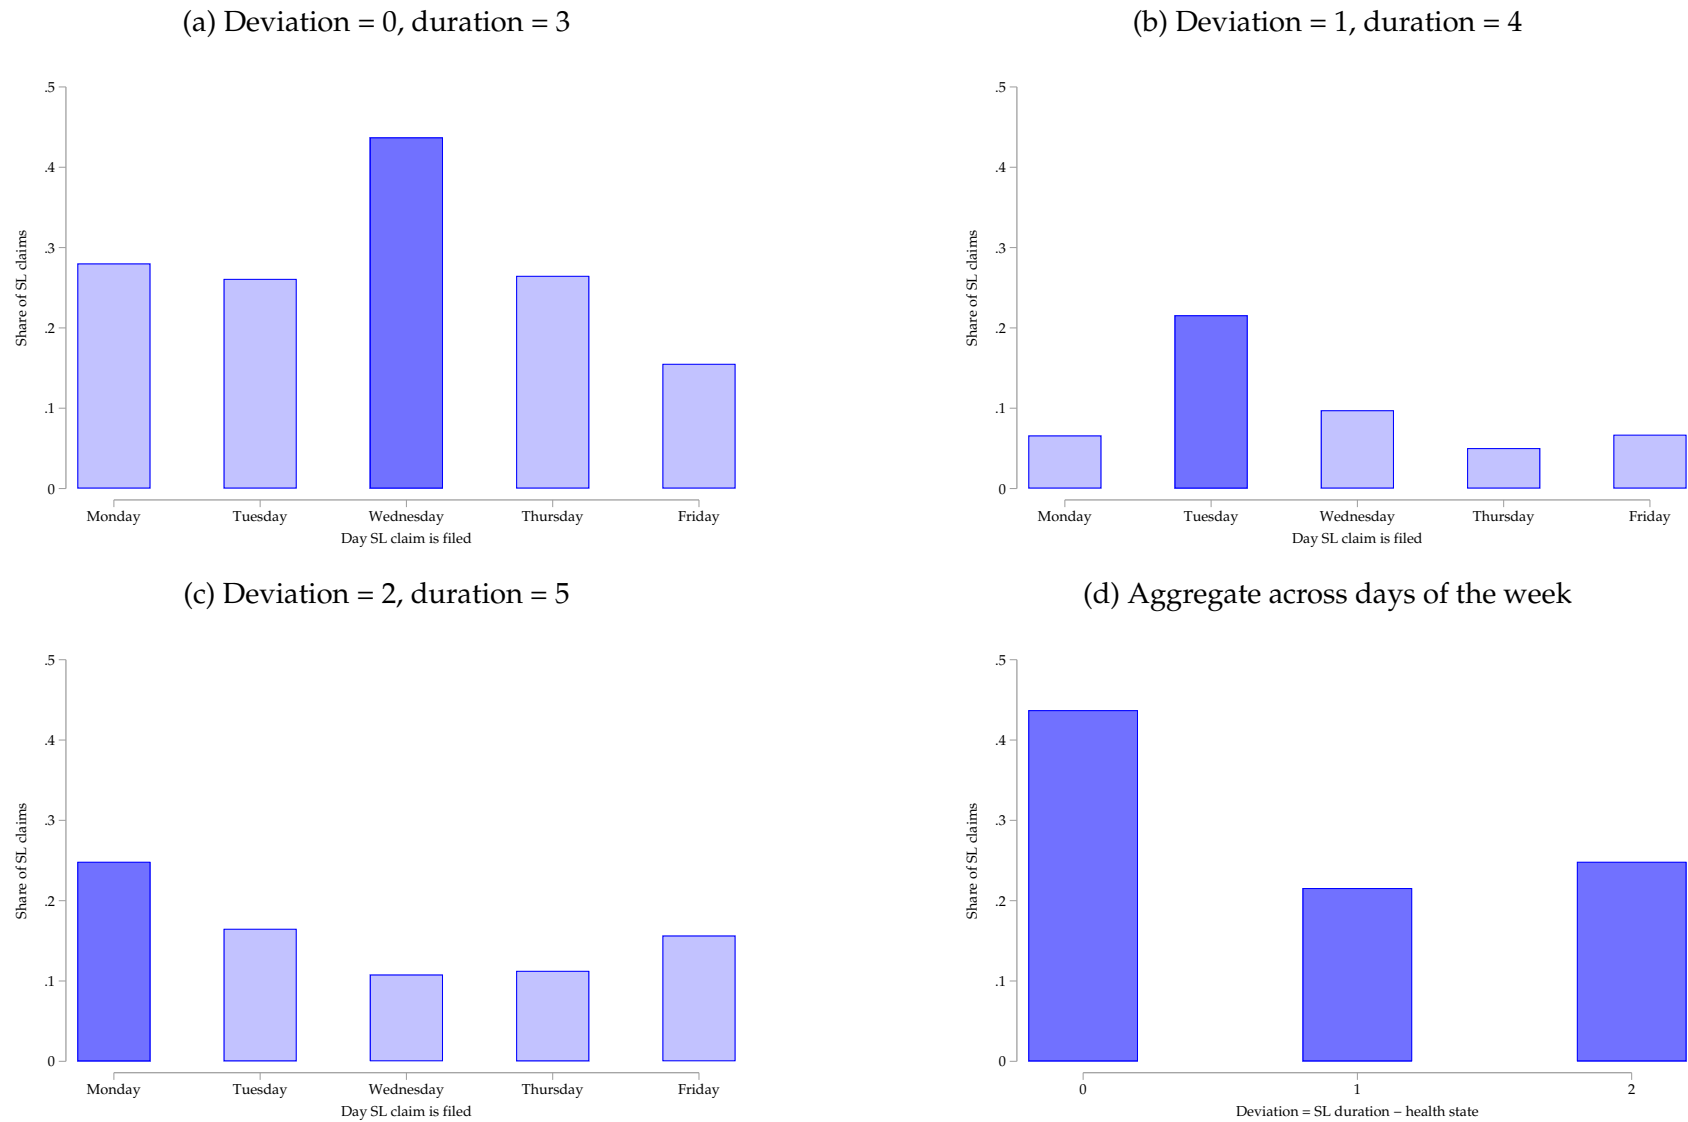 (a) Deviation = 0, duration = 3
.5
.4
.3
.2
.1
0
Share of SL claims
Monday Tuesday Wednesday Thursday Friday
Day SL claim is filed
(b) Deviation = 1, duration = 4
.5
.4
.3
.2
.1
0
Share of SL claims
Monday Tuesday Wednesday Thursday Friday
Day SL claim is filed
(c) Deviation = 2, duration = 5
.5
.4
.3
.2
.1
0
Share of SL claims
Monday Tuesday Wednesday Thursday Friday
Day SL claim is filed
(d) Aggregate across days of the week
.5
.4
.3
.2
.1
0
Share of SL claims
0 1 2
Deviation = SL duration − health state